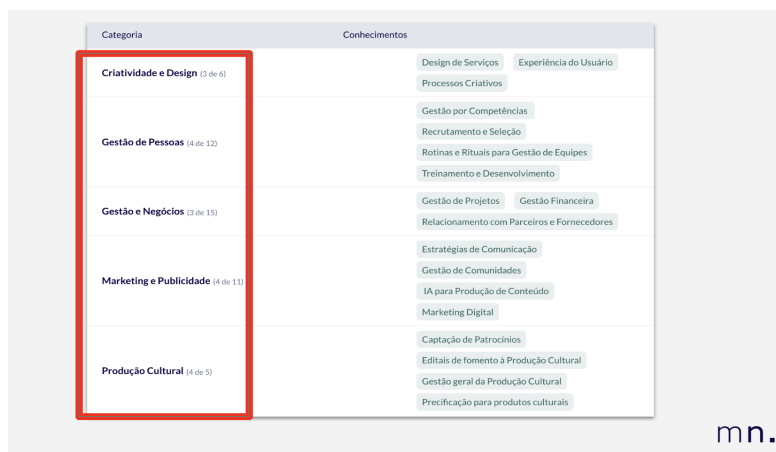 Categoria Conhecimentos
Criatividade e Design (3 de 6)
Design de Serviços Experiência do Usuário
Processos Criativos
Gestão de Pessoas (4 de 12)
Gestão por Competências
Recrutamento e Seleção
Rotinas e Rituais para Gestão de Equipes
Treinamento e Desenvolvimento
Gestão e Negócios (3 de 15)
Gestão de Projetos Gestão Financeira
Relacionamento com Parceiros e Fornecedores
Marketing e Publicidade (4 de 11)
Estratégias de Comunicação
Gestão de Comunidades
IA para Produção de Conteúdo
Marketing Digital
Produção Cultural (4 de 5)
Captação de Patrocínios
Editais de fomento à Produção Cultural
Gestão geral da Produção Cultural
Precificação para produtos culturais
mn.